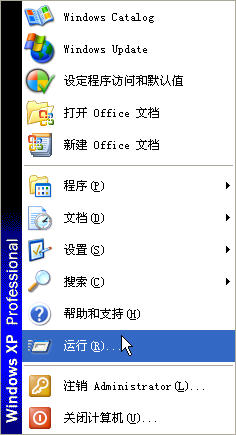 Windows Catalog
Windows Update
设定程序访问和默认值
打开 Office 文档
新建 Office 文档
程序(P)
文档(D)
设置(S)
搜索(C)
帮助和支持(H)
运行(R)...
注销 Administrator(L)...
关闭计算机(U)...
Windows XP Professional